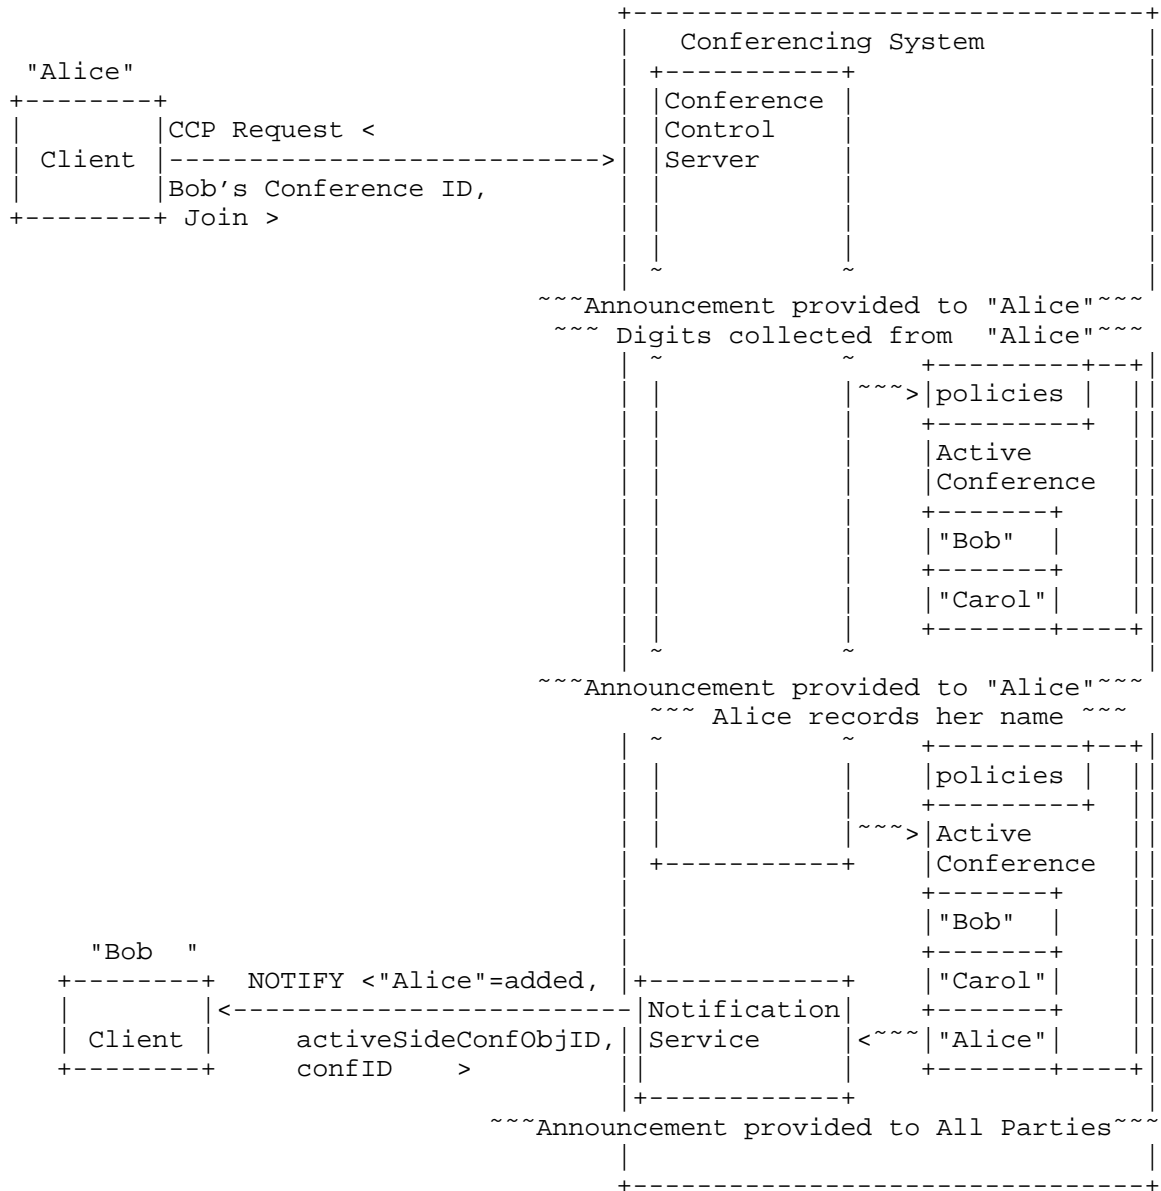 Conferencing System
"Alice"
Conference
CCP Request <
Control
Client
Server
Bob's Conference ID,
Join >
~~~Announcement provided to "Alice"~~~
~~~ Digits collected from  "Alice"~~~
~~~>
policies
Active
Conference
"Bob"
"Carol"
~~~Announcement provided to "Alice"~~~
~~~ Alice records her name ~~~
policies
~~~>
Active
Conference
"Bob"
"Bob  "
NOTIFY <"Alice"=added,
"Carol"
Notification
Client
activeSideConfObjID,
Service
<~~~
"Alice"
confID    >
~~~Announcement provided to All Parties~~~